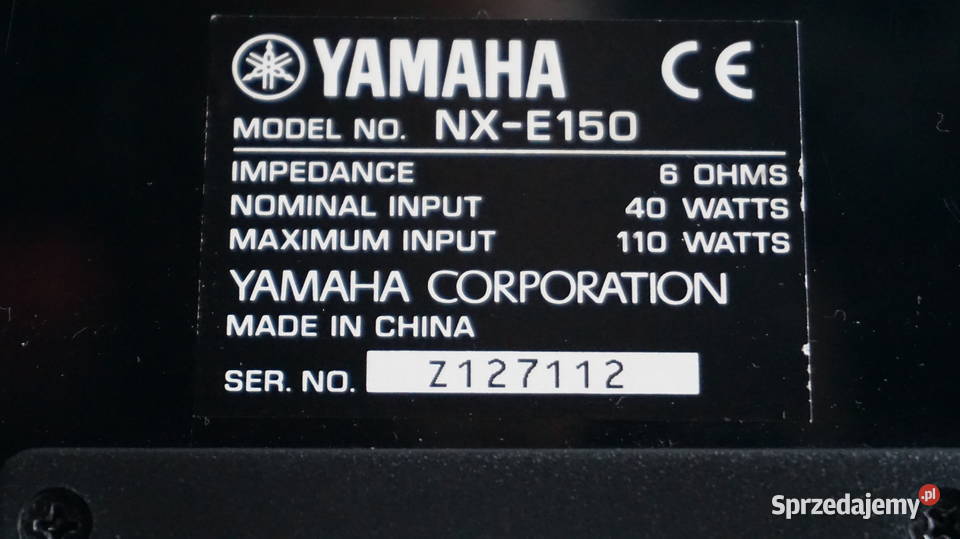 YAMAHA CE
MODEL NO. NX-E150
IMPEDANCE 6 OHMS
NOMINAL INPUT 40 WATTS
MAXIMUM INPUT 110 WATTS
YAMAHA CORPORATION
MADE IN CHINA
SER. NO. Z127112
Sprzedajemy.pl